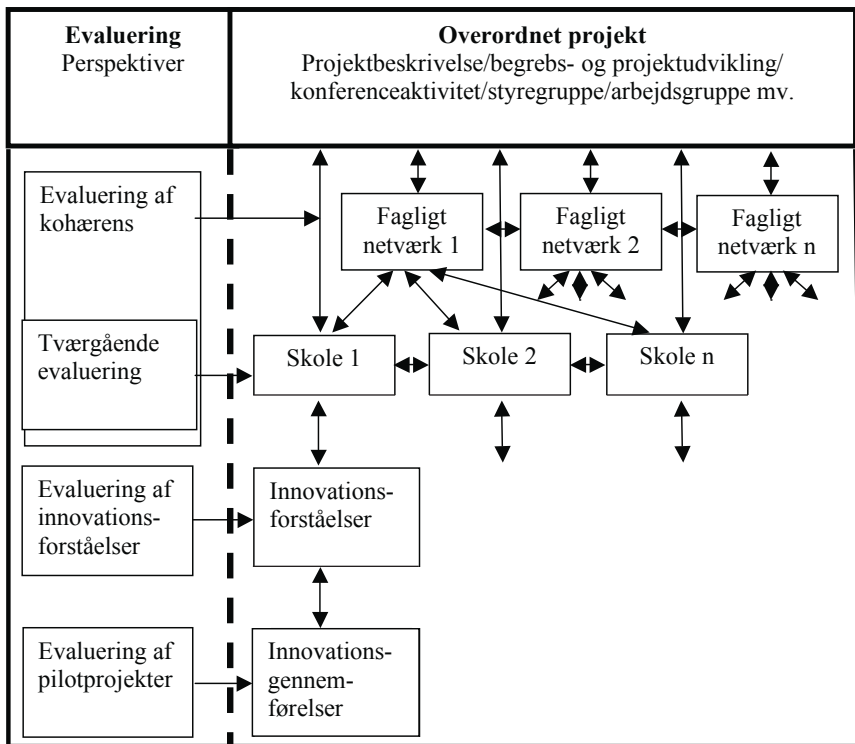 Evaluering
Perspektiver
Overordnet projekt
Projektbeskrivelse/begrebs- og projektudvikling/
konferenceaktivitet/styregruppe/arbejdsgruppe mv.
Evaluering af
kohærens
Fagligt
netværk 1
Fagligt
netværk 2
Fagligt
netværk n
Tværgående
evaluering
Skole 1
Skole 2
Skole n
Evaluering af
innovations-
forståelser
Innovations-
forståelser
Evaluering af
pilotprojekter
Innovations-
gennem-
førelser